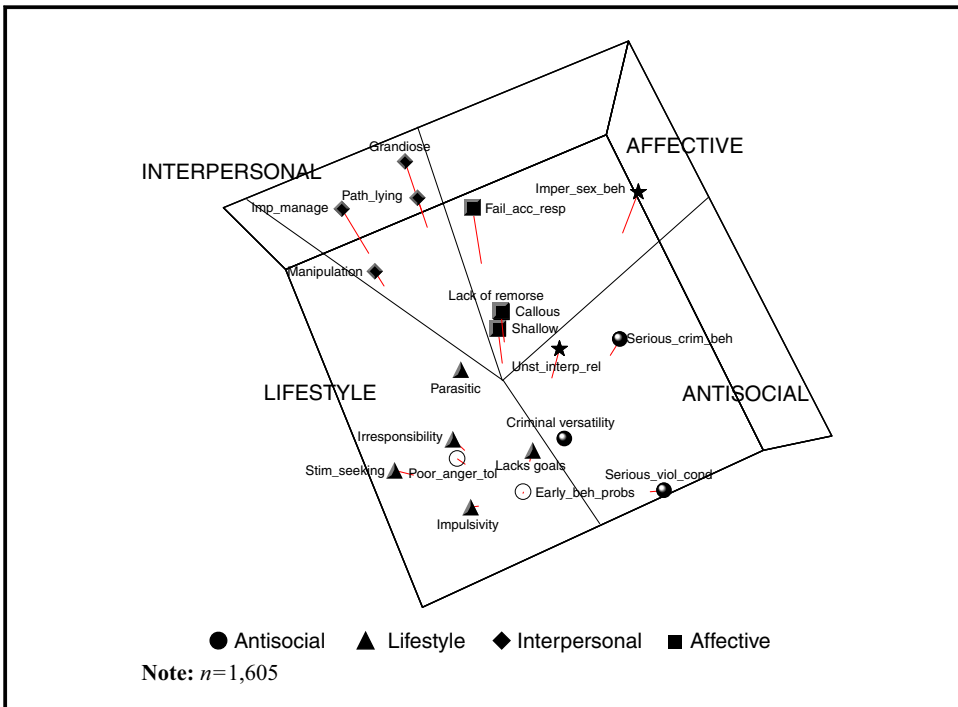 Grandiose
AFFECTIVE
INTERPERSONAL
Imper_sex_beh
Path_lying
Imp_manage
Fail_acc_resp
Manipulation
Lack of remorse
Callous
Shallow
Serious_crim_beh
Unst_interp_rel
Parasitic
LIFESTYLE
ANTISOCIAL
Criminal versatility
Irresponsibility
Lacks goals
Stim_seeking
Poor_anger_tol
Serious_viol_cond
Early_beh_probs
Impulsivity
Antisocial Lifestyle Interpersonal Affective
Note: n=1,605